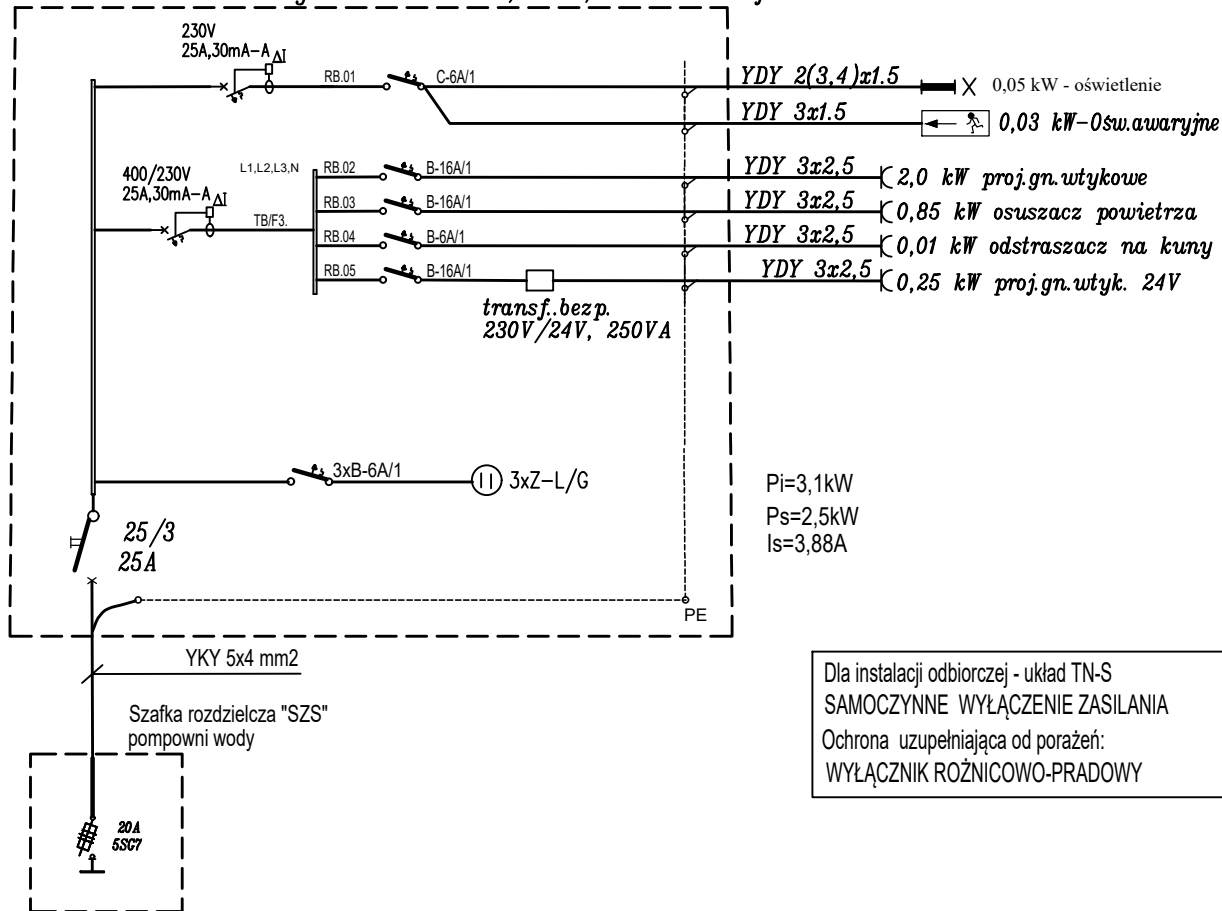 230V
25A,30mA-A ΔI
RB.01
C-6A/1
YDY 2(3,4)x1.5
0,05 kW - oświetlenie
YDY 3x1.5
0,03 kW-Ośw.awaryjne
400/230V
25A,30mA-A ΔI
L1,L2,L3,N
TB/F3.
RB.02
B-16A/1
YDY 3x2,5
2,0 kW proj.gn.wtykowe
RB.03
B-16A/1
YDY 3x2,5
0,85 kW osuszacz powietrza
RB.04
B-6A/1
YDY 3x2,5
0,01 kW odstraszacz na kuny
RB.05
B-16A/1
YDY 3x2,5
0,25 kW proj.gn.wtyk. 24V
transf..bezp.
230V/24V, 250VA
3xB-6A/1
3xZ-L/G
Pi=3,1kW
Ps=2,5kW
Is=3,88A
25/3
25A
PE
YKY 5x4 mm2
Szafka rozdzielcza "SZS"
pompowni wody
20A
5SG7
Dla instalacji odbiorczej - układ TN-S
SAMOCZYNNE WYŁĄCZENIE ZASILANIA
Ochrona uzupełniająca od porażeń:
WYŁĄCZNIK ROŻNICOWO-PRADOWY